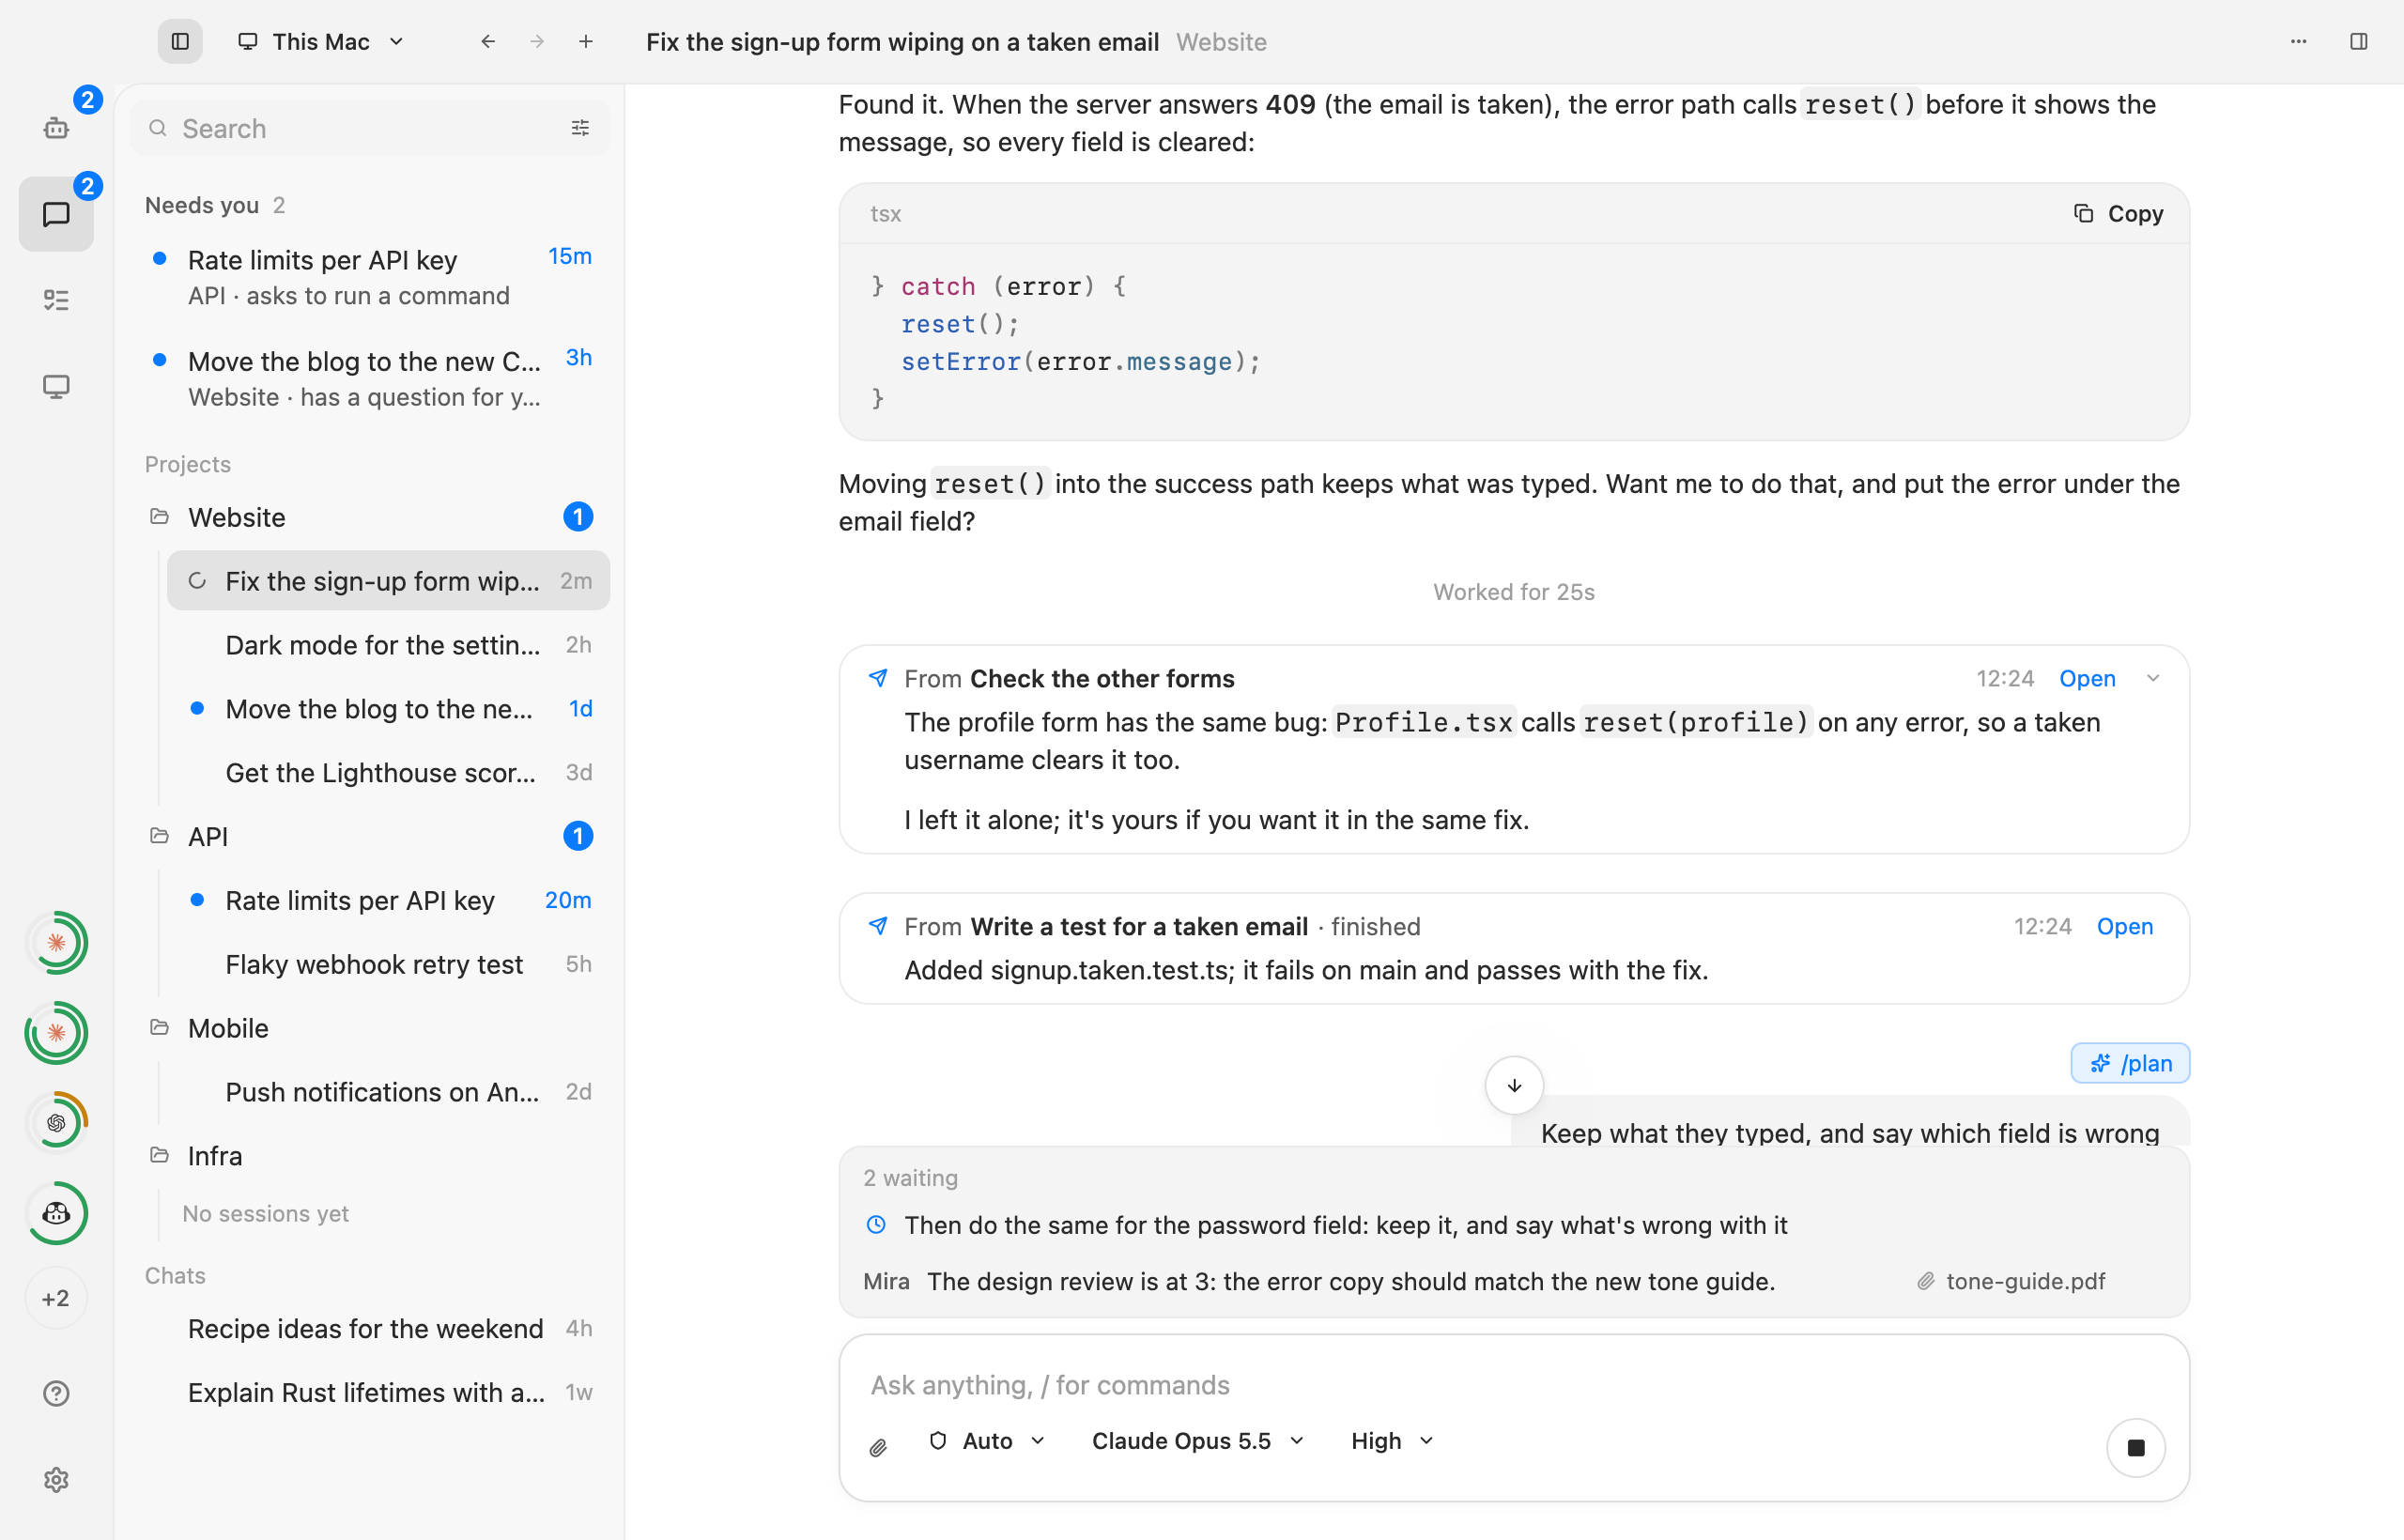 This Mac
Fix the sign-up form wiping on a taken email Website
2
2
Search
Needs you 2
Rate limits per API key 15m
API · asks to run a command
Move the blog to the new C... 3h
Website · has a question for y...
Projects
Website 1
Fix the sign-up form wip... 2m
Dark mode for the settin... 2h
Move the blog to the ne... 1d
Get the Lighthouse scor... 3d
API 1
Rate limits per API key 20m
Flaky webhook retry test 5h
Mobile
Push notifications on An... 2d
Infra
No sessions yet
Chats
Recipe ideas for the weekend 4h
Explain Rust lifetimes with a... 1w
+2
Found it. When the server answers 409 (the email is taken), the error path calls reset() before it shows the
message, so every field is cleared:
tsx Copy
} catch (error) {
reset();
setError(error.message);
}
Moving reset() into the success path keeps what was typed. Want me to do that, and put the error under the
email field?
Worked for 25s
From Check the other forms 12:24 Open
The profile form has the same bug: Profile.tsx calls reset(profile) on any error, so a taken
username clears it too.
I left it alone; it's yours if you want it in the same fix.
From Write a test for a taken email · finished 12:24 Open
Added signup.taken.test.ts; it fails on main and passes with the fix.
/plan
Keep what they typed, and say which field is wrong
2 waiting
Then do the same for the password field: keep it, and say what's wrong with it
Mira The design review is at 3: the error copy should match the new tone guide. tone-guide.pdf
Ask anything, / for commands
Auto Claude Opus 5.5 High